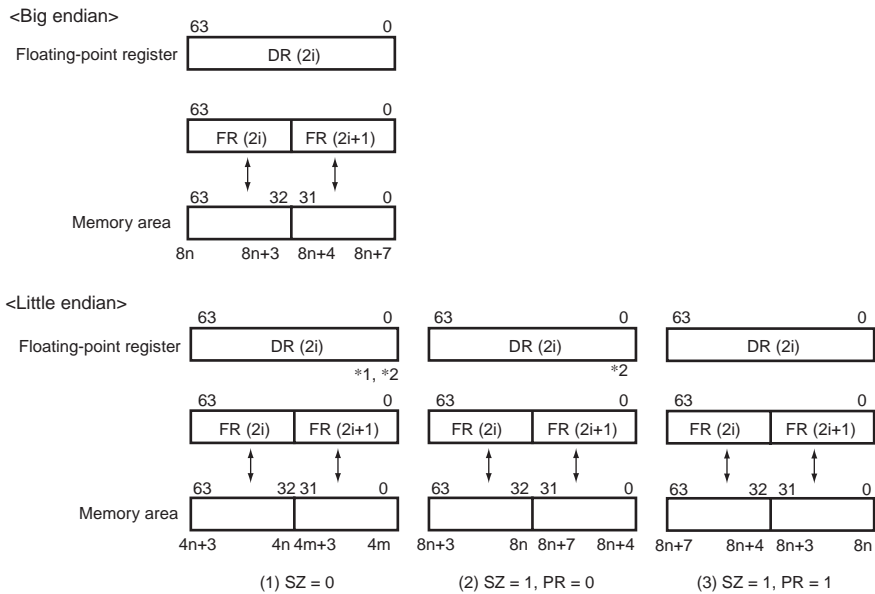 <Big endian>
63 0
Floating-point register DR (2i)
63 0
FR (2i) FR (2i+1)
63 32 31 0
Memory area
8n 8n+3 8n+4 8n+7
<Little endian>
63 0 63 0 63 0
Floating-point register DR (2i) DR (2i) DR (2i)
*1, *2 *2
63 0 63 0 63 0
FR (2i) FR (2i+1) FR (2i) FR (2i+1) FR (2i) FR (2i+1)
63 32 31 0 63 32 31 0 63 32 31 0
Memory area
4n+3 4n 4m+3 4m 8n+3 8n 8n+7 8n+4 8n+7 8n+4 8n+3 8n
(1) SZ = 0 (2) SZ = 1, PR = 0 (3) SZ = 1, PR = 1